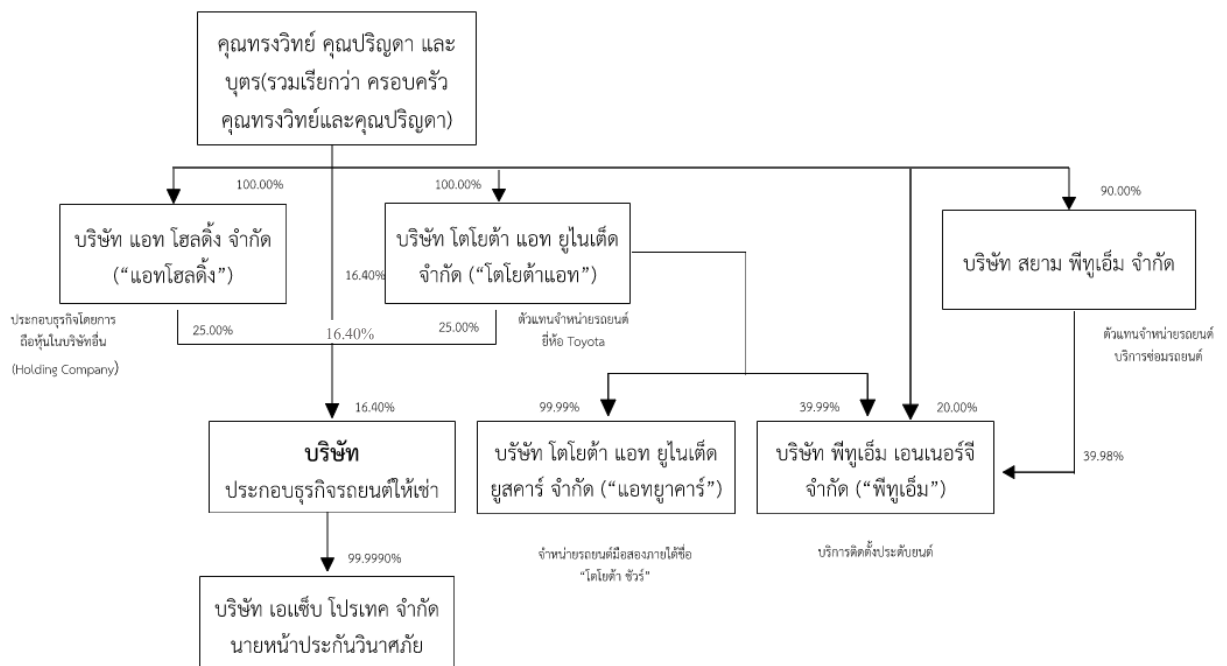 คุณทรงวิทย์ คุณปริญดา และ
บุตร(รวมเรียกว่า ครอบครัว
คุณทรงวิทย์และคุณปริญดา)
100.00%
100.00%
90.00%
บริษัท แอท โฮลดิ้ง จำกัด
(“แอทโฮลดิ้ง”)
16.40%
บริษัท โตโยต้า แอท ยูไนเต็ด
จำกัด (“โตโยต้าแอท”)
บริษัท สยาม พีทูเอ็ม จำกัด
ประกอบธุรกิจโดยการ
ถือหุ้นในบริษัทอื่น
(Holding Company)
25.00%
16.40%
25.00%
ตัวแทนจำหน่ายรถยนต์
ยี่ห้อ Toyota
ตัวแทนจำหน่ายรถยนต์
บริการซ่อมรถยนต์
16.40%
99.99%
39.99%
20.00%
39.98%
บริษัท
ประกอบธุรกิจรถยนต์ให้เช่า
บริษัท โตโยต้า แอท ยูไนเต็ด
ยูสคาร์ จำกัด (“แอทยูาคาร์”)
บริษัท พีทูเอ็ม เอนเนอร์จี
จำกัด (“พีทูเอ็ม”)
จำหน่ายรถยนต์มือสองภายใต้ชื่อ
“โตโยต้า ชัวร์”
บริการติดตั้งประดับยนต์
99.9990%
บริษัท เอแซ็บ โปรเทค จำกัด
นายหน้าประกันวินาศภัย